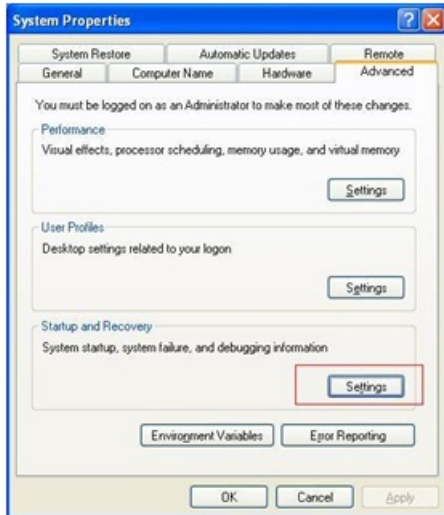 System Properties
System Restore Automatic Updates Remote
General Computer Name Hardware Advanced
You must be logged on as an Administrator to make most of these changes.
Performance
Visual effects, processor scheduling, memory usage, and virtual memory
Settings
User Profiles
Desktop settings related to your logon
Settings
Startup and Recovery
System startup, system failure, and debugging information
Settings
Environment Variables Error Reporting
OK Cancel Apply